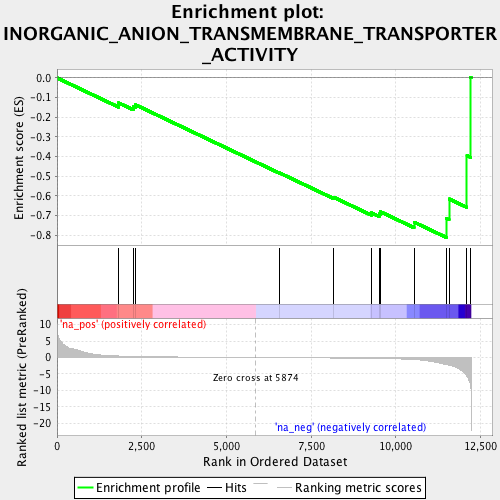 Enrichment plot:
INORGANIC_ANION_TRANSMEMBRANE_TRANSPORTER
_ACTIVITY
Enrichment score (ES)
0.0
-0.1
-0.2
-0.3
-0.4
-0.5
-0.6
-0.7
-0.8
Ranked list metric (PreRanked)
10
5
0
-5
-10
-15
-20
'na_pos' (positively correlated)
Zero cross at 5874
'na_neg' (negatively correlated)
0
2,500
5,000
7,500
10,000
12,500
Rank in Ordered Dataset
Enrichment profile
Hits
Ranking metric scores